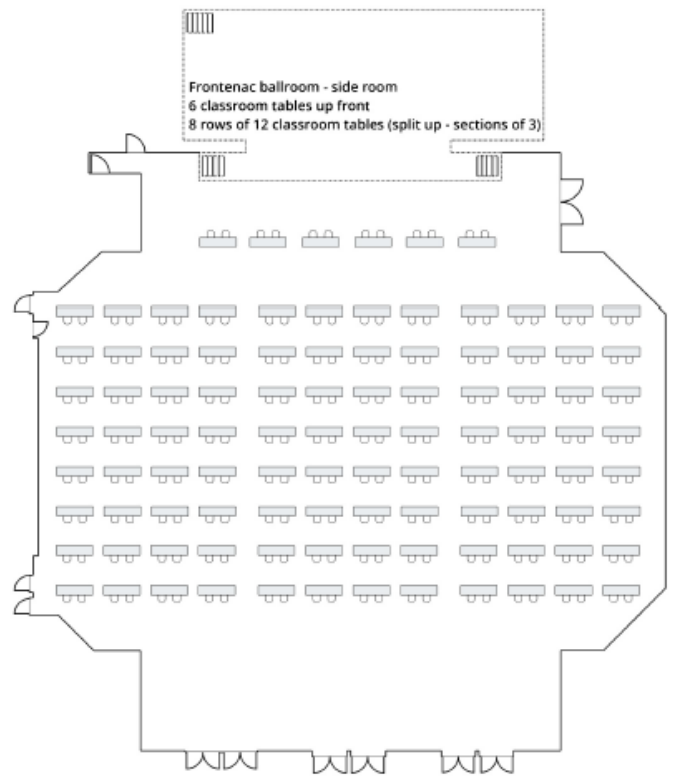 Frontenac ballroom - side room
6 classroom tables up front
8 rows of 12 classroom tables (split up - sections of 3)